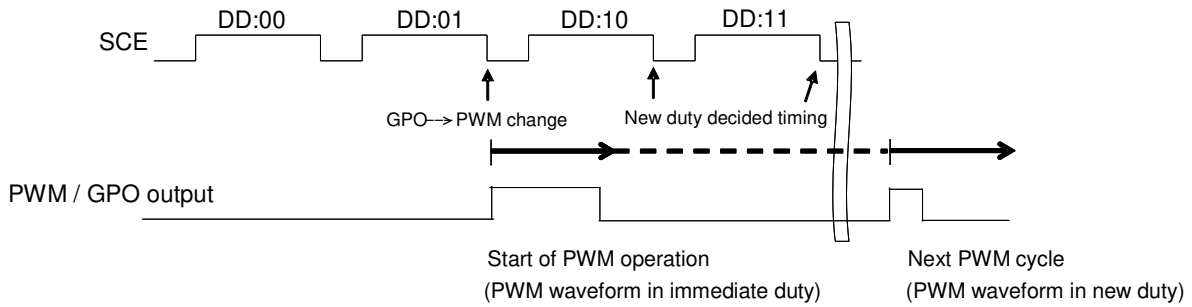 DD:00 DD:01 DD:10 DD:11
SCE
GPO---> PWM change New duty decided timing
PWM / GPO output
Start of PWM operation Next PWM cycle
(PWM waveform in immediate duty) (PWM waveform in new duty)